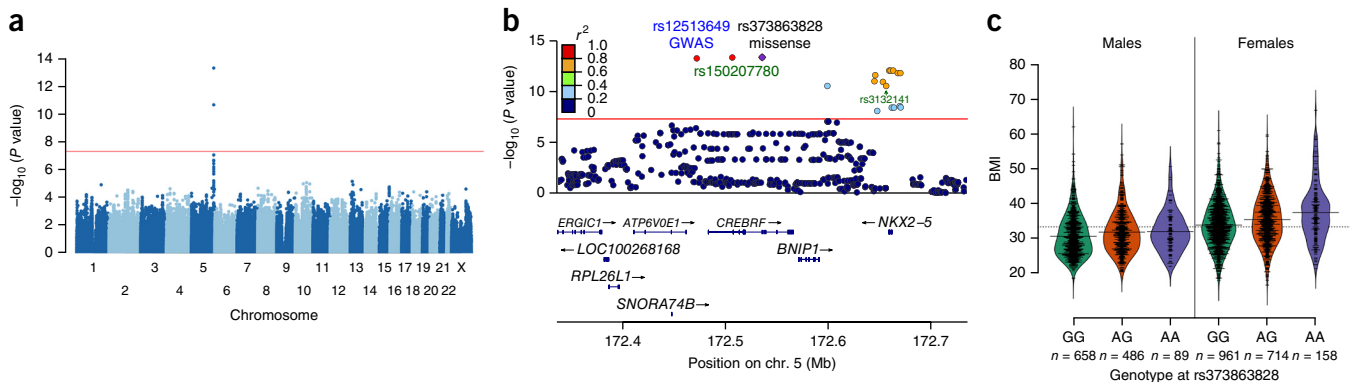 a
–log10 (P value)
14
12
10
8
6
4
2
0
1 3 5 7 9 11 13 15 17 19 21 X
2 4 6 8 10 12 14 16 18 20 22
Chromosome
b
–log10 (P value)
15
10
5
0
r2
1.0
0.8
0.6
0.4
0.2
0
rs12513649
GWAS
rs373863828
missense
rs150207780
rs3132141
ERGIC1
ATP6V0E1
CREBRF
NKX2–5
LOC100268168
BNIP1
RPL26L1
SNORA74B
172.4 172.5 172.6 172.7
Position on chr. 5 (Mb)
c
Males Females
BMI
80
70
60
50
40
30
20
GG AG AA GG AG AA
n = 658 n = 486 n = 89 n = 961 n = 714 n = 158
Genotype at rs373863828